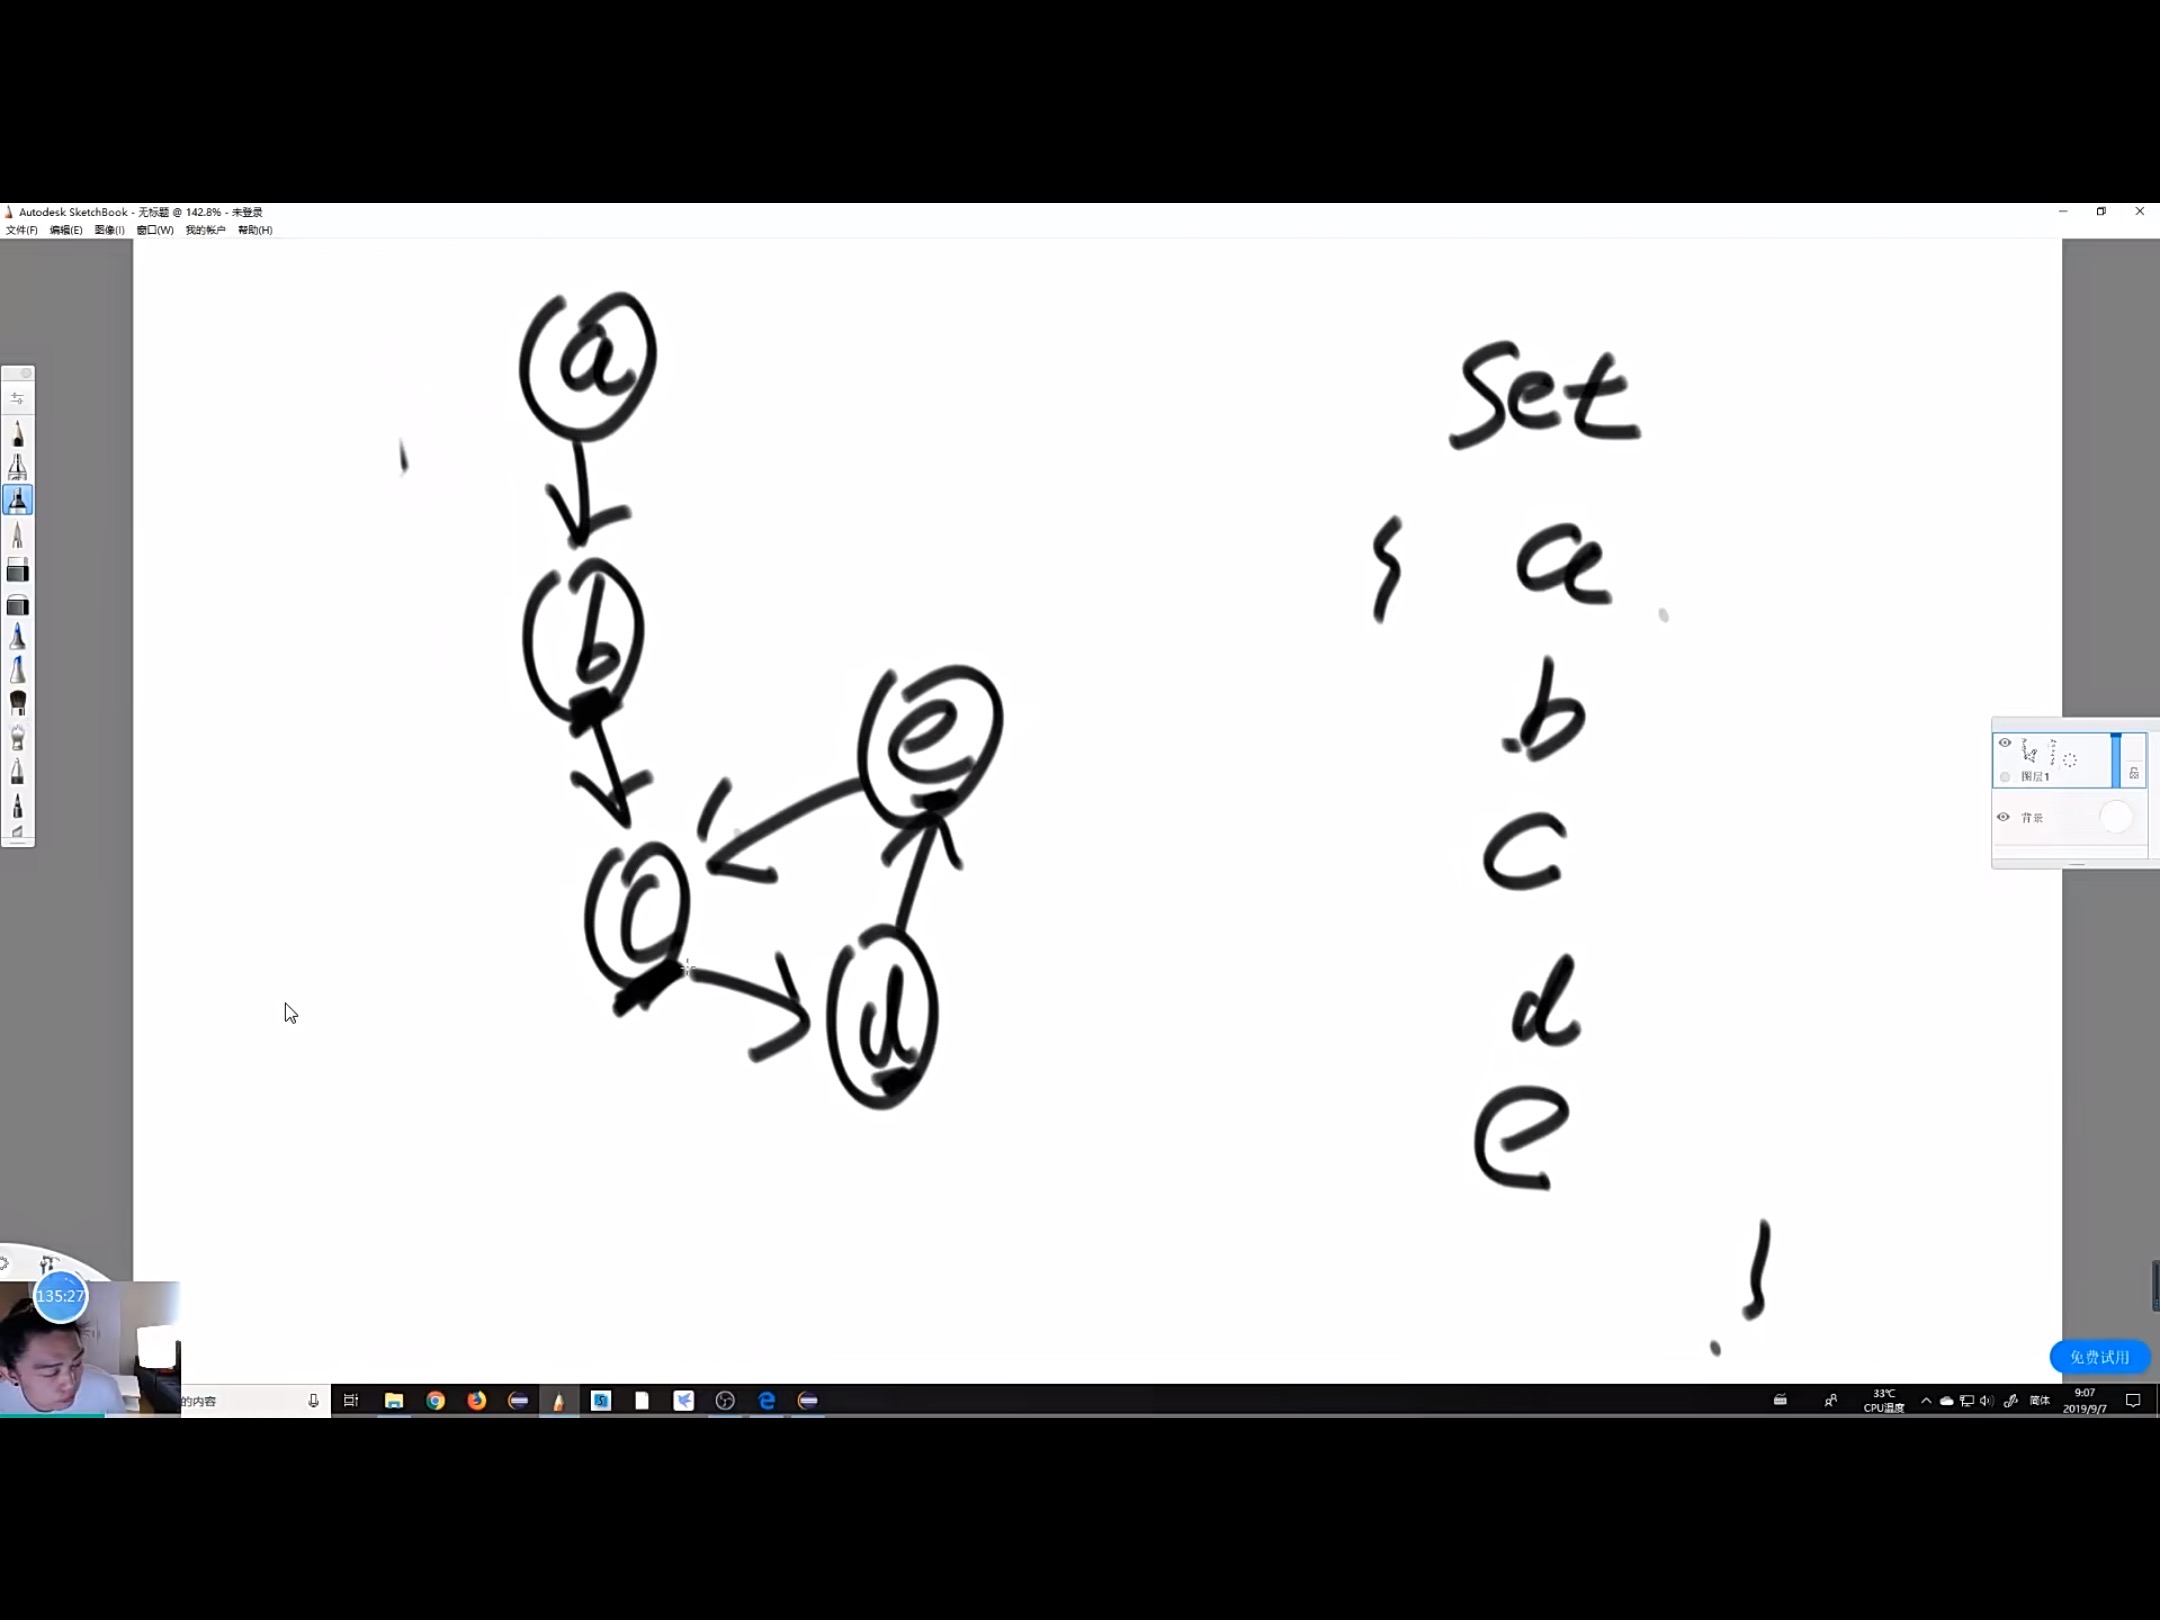 Autodesk SketchBook - 无标题 @ 142.8% - 未登录
文件(F) 编辑(E) 图像(I) 窗口(W) 我的帐户 帮助(H)
a
set
a
b
b
e
c
c
d
d
e
图层1
背景
135:27
免费试用
的内容
33℃
CPU温度
简体
9:07
2019/9/7